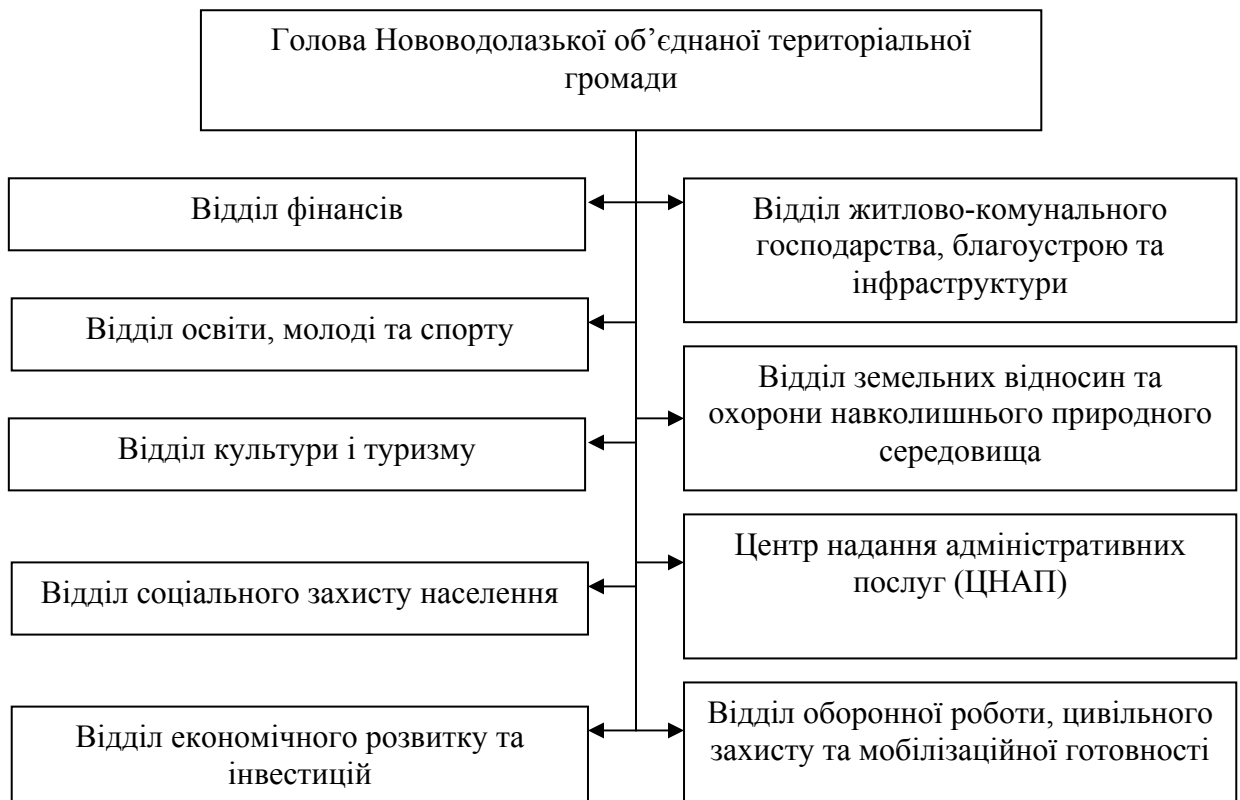 Голова Нововодолазької об’єднаної територіальної
громади
Відділ фінансів
Відділ житлово-комунального
господарства, благоустрою та
інфраструктури
Відділ освіти, молоді та спорту
Відділ земельних відносин та
охорони навколишнього природного
середовища
Відділ культури і туризму
Центр надання адміністративних
послуг (ЦНАП)
Відділ соціального захисту населення
Відділ оборонної роботи, цивільного
захисту та мобілізаційної готовності
Відділ економічного розвитку та
інвестицій